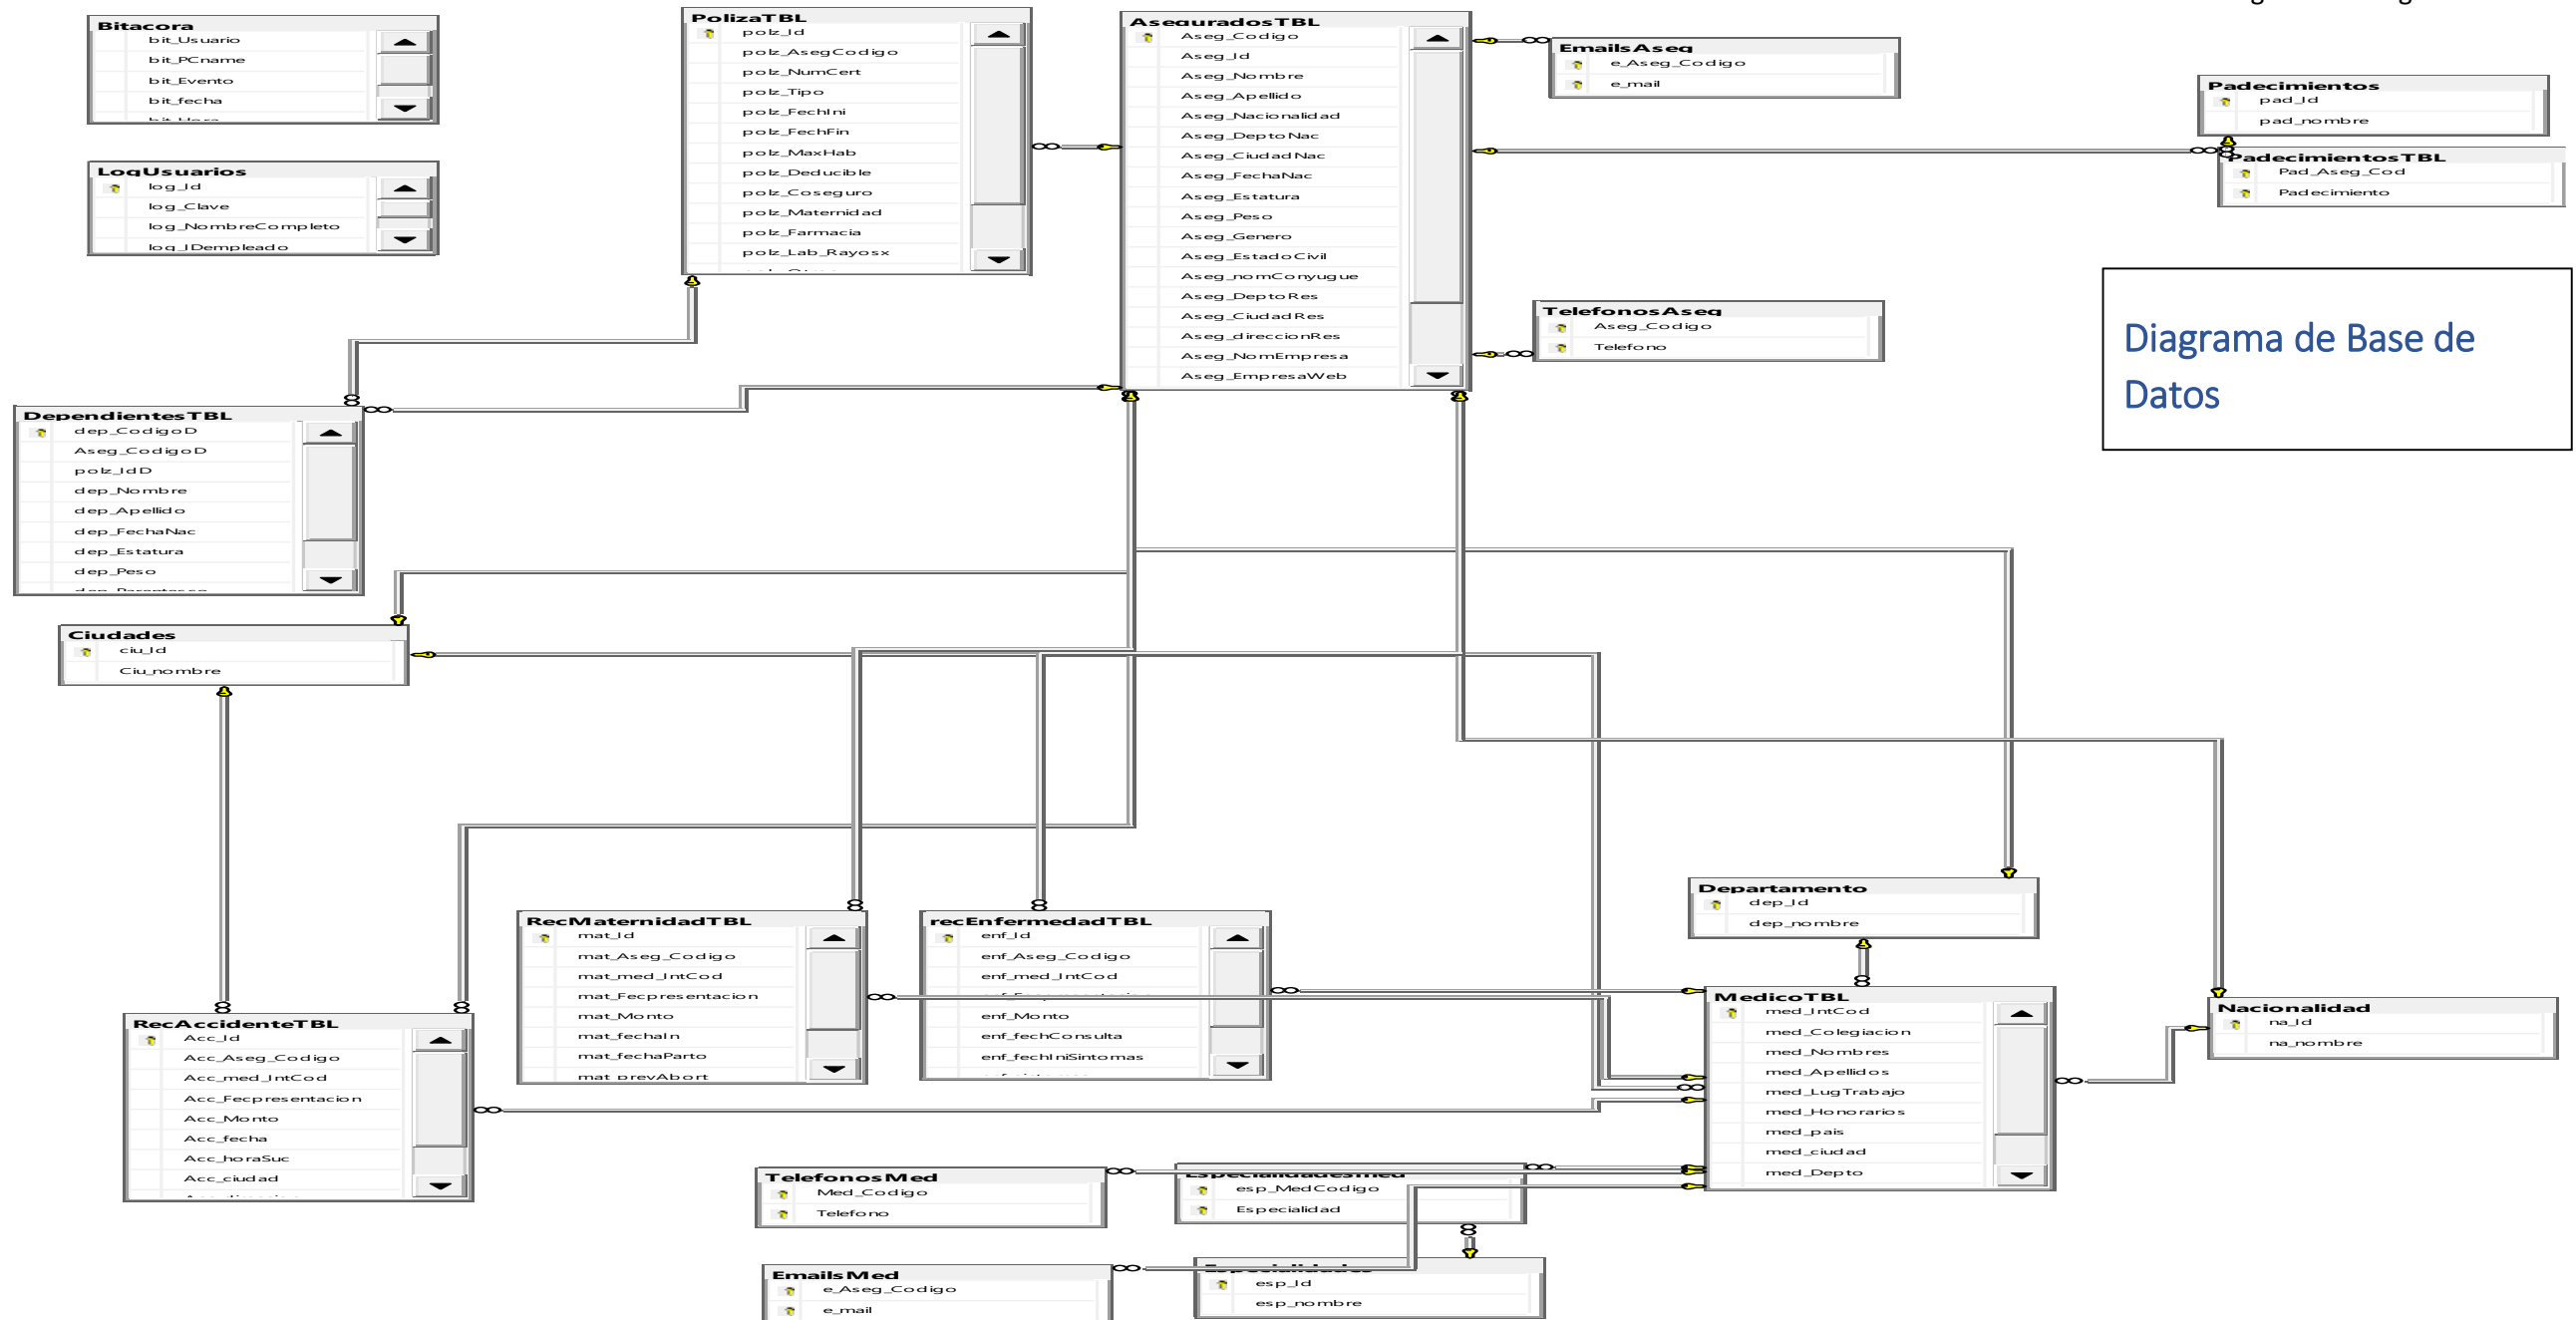 Bitacora
bit_Usuario
bit_PCname
bit_Evento
bit_fecha
LogUsuarios
log_Id
log_Clave
log_NombreCompleto
log_IDempleado
PolizaTBL
polz_Id
polz_AsegCodigo
polz_NumCert
polz_Tipo
polz_FechIni
polz_FechFin
polz_MaxHab
polz_Deducible
polz_Coseguro
polz_Maternidad
polz_Farmacia
polz_Lab_Rayosx
AseguradosTBL
Aseg_Codigo
Aseg_Id
Aseg_Nombre
Aseg_Apellido
Aseg_Nacionalidad
Aseg_DeptoNac
Aseg_CiudadNac
Aseg_FechaNac
Aseg_Estatura
Aseg_Peso
Aseg_Genero
Aseg_EstadoCivil
Aseg_nomConyugue
Aseg_DeptoRes
Aseg_CiudadRes
Aseg_direccionRes
Aseg_NomEmpresa
Aseg_EmpresaWeb
EmailsAseg
e_Aseg_Codigo
e_mail
Padecimientos
pad_Id
pad_nombre
PadecimientosTBL
Pad_Aseg_Cod
Padecimiento
TelefonosAseg
Aseg_Codigo
Telefono
Diagrama de Base de
Datos
DependientesTBL
dep_CodigoD
Aseg_CodigoD
polz_IdD
dep_Nombre
dep_Apellido
dep_FechaNac
dep_Estatura
dep_Peso
Ciudades
ciu_Id
Ciu_nombre
RecMaternidadTBL
mat_Id
mat_Aseg_Codigo
mat_med_IntCod
mat_Fecpresentacion
mat_Monto
mat_fechaIn
mat_fechaParto
mat_prevAbort
recEnfermedadTBL
enf_Id
enf_Aseg_Codigo
enf_med_IntCod
enf_Monto
enf_fechConsulta
enf_fechIniSintomas
Departamento
dep_Id
dep_nombre
MedicoTBL
med_IntCod
med_Colegiacion
med_Nombres
med_Apellidos
med_LugTrabajo
med_Honorarios
med_pais
med_ciudad
med_Depto
Nacionalidad
na_Id
na_nombre
RecAccidenteTBL
Acc_Id
Acc_Aseg_Codigo
Acc_med_IntCod
Acc_Fecpresentacion
Acc_Monto
Acc_fecha
Acc_horaSuc
Acc_ciudad
TelefonosMed
Med_Codigo
Telefono
esp_MedCodigo
Especialidad
EmailsMed
e_Aseg_Codigo
e_mail
Especialidades
esp_Id
esp_nombre